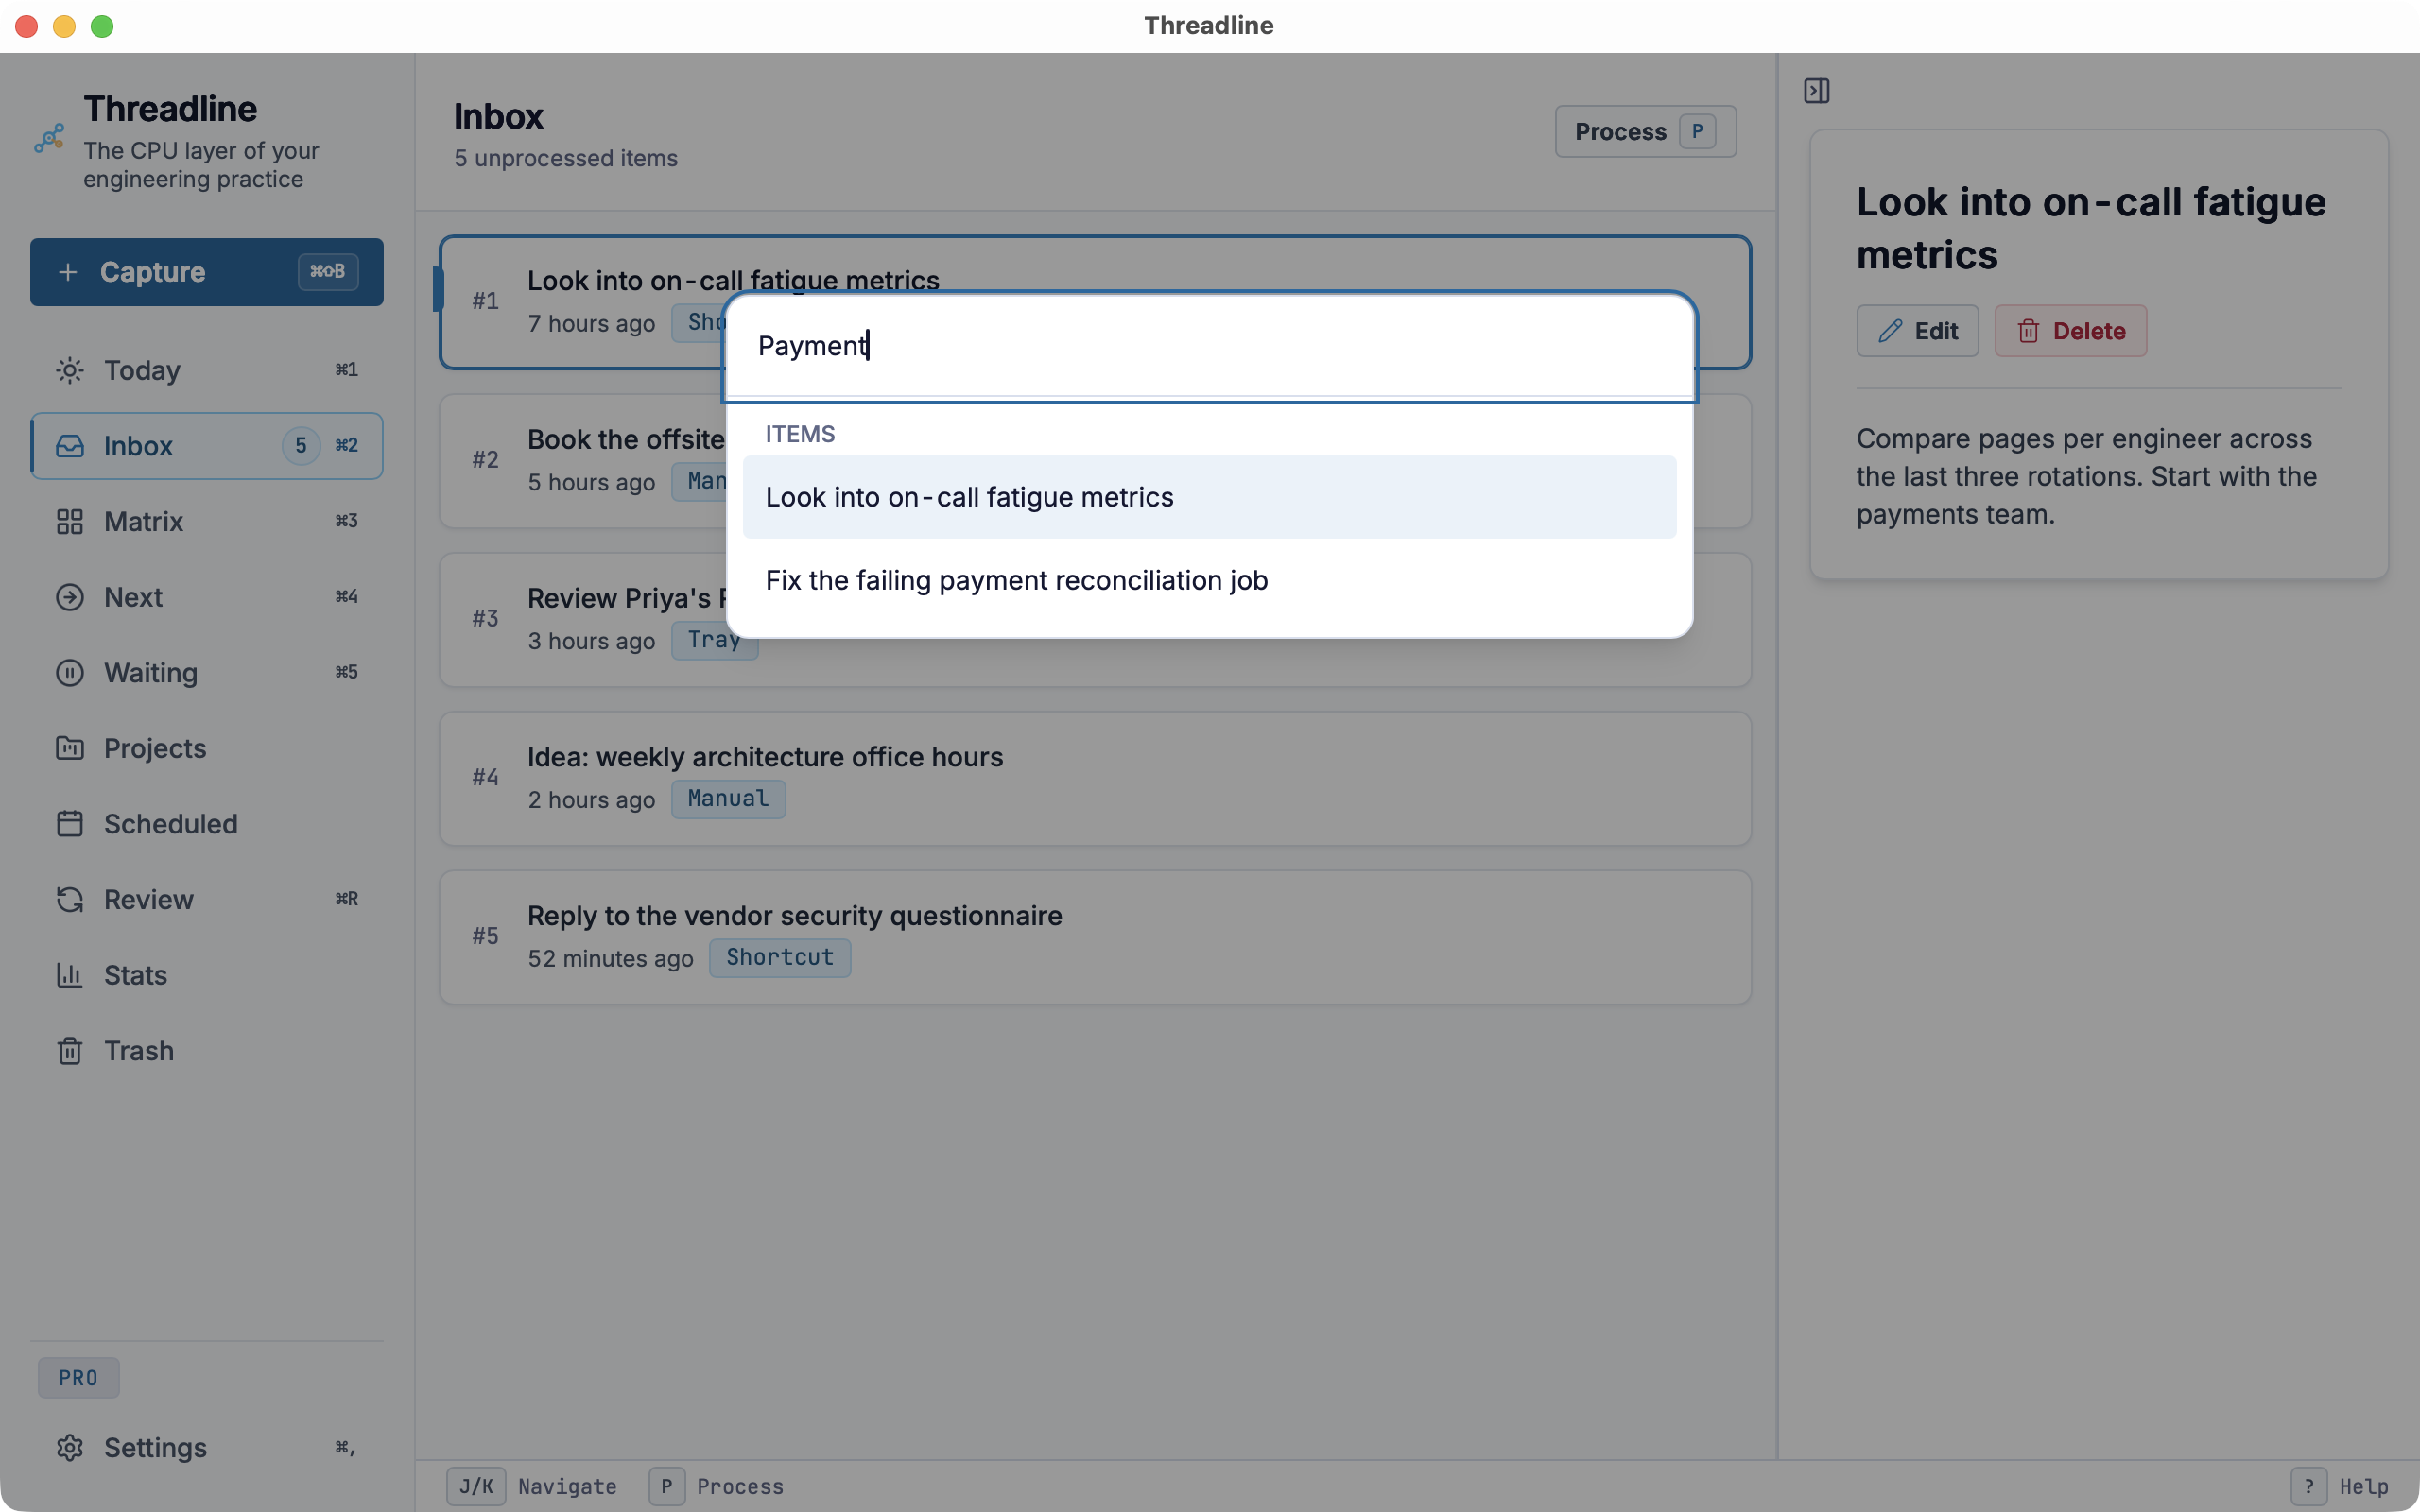 Threadline
Threadline
The CPU layer of your
engineering practice
+ Capture ⌘⇧B
Today ⌘1
Inbox 5 ⌘2
Matrix ⌘3
Next ⌘4
Waiting ⌘5
Projects
Scheduled
Review ⌘R
Stats
Trash
PRO
Settings ⌘,
Inbox
5 unprocessed items
Process P
#1
Look into on-call fatigue metrics
7 hours ago
#2
Book the offsite
5 hours ago
#3
Review Priya's
3 hours ago Tray
#4
Idea: weekly architecture office hours
2 hours ago Manual
#5
Reply to the vendor security questionnaire
52 minutes ago Shortcut
Payment
ITEMS
Look into on-call fatigue metrics
Fix the failing payment reconciliation job
Look into on-call fatigue
metrics
Edit Delete
Compare pages per engineer across
the last three rotations. Start with the
payments team.
J/K Navigate P Process
? Help